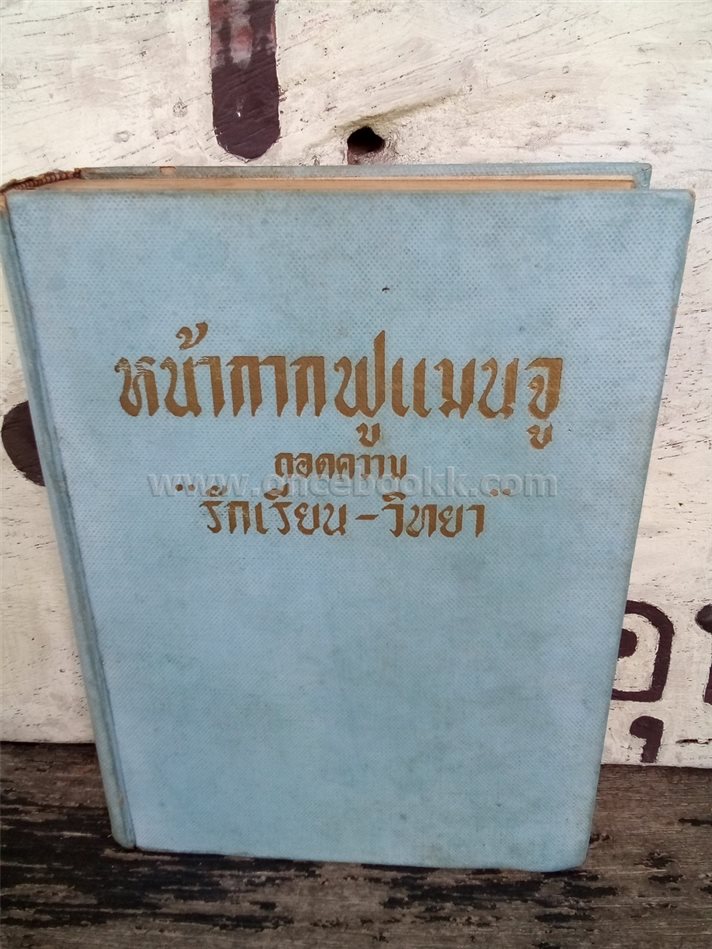 หน้ากากฟูแมนจู
ถอดความ
www.oncebookk.com
"รักเรียน - วิทยา"